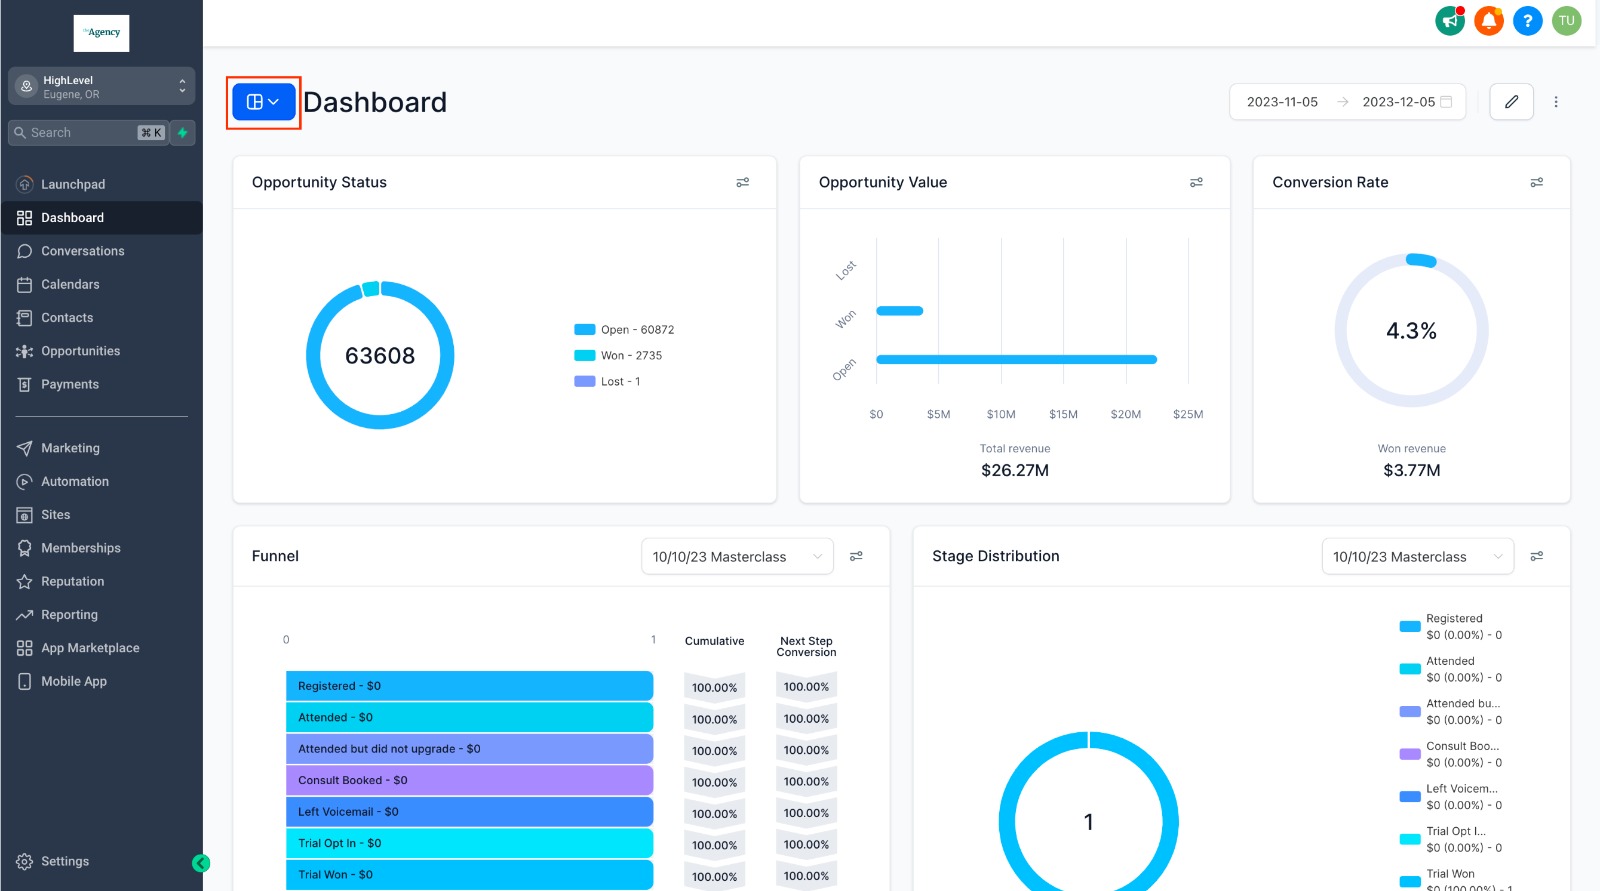 the Agency
HighLevel
Eugene, OR
Search ⌘ K
Launchpad
Dashboard
Conversations
Calendars
Contacts
Opportunities
Payments
Marketing
Automation
Sites
Memberships
Reputation
Reporting
App Marketplace
Mobile App
Settings
? TU
Dashboard
2023-11-05 → 2023-12-05
Opportunity Status
63608
Open - 60872
Won - 2735
Lost - 1
Opportunity Value
Lost
Won
Open
$0 $5M $10M $15M $20M $25M
Total revenue
$26.27M
Conversion Rate
4.3%
Won revenue
$3.77M
Funnel
10/10/23 Masterclass
0 1 Cumulative Next Step
Conversion
Registered - $0 100.00% 100.00%
Attended - $0 100.00% 100.00%
Attended but did not upgrade - $0 100.00% 100.00%
Consult Booked - $0 100.00% 100.00%
Left Voicemail - $0 100.00% 100.00%
Trial Opt In - $0 100.00% 100.00%
Trial Won - $0 100.00% 100.00%
Stage Distribution
10/10/23 Masterclass
1
Registered
$0 (0.00%) - 0
Attended
$0 (0.00%) - 0
Attended bu...
$0 (0.00%) - 0
Consult Boo...
$0 (0.00%) - 0
Left Voicem...
$0 (0.00%) - 0
Trial Opt I...
$0 (0.00%) - 0
Trial Won
$0 (100.00%) - 1